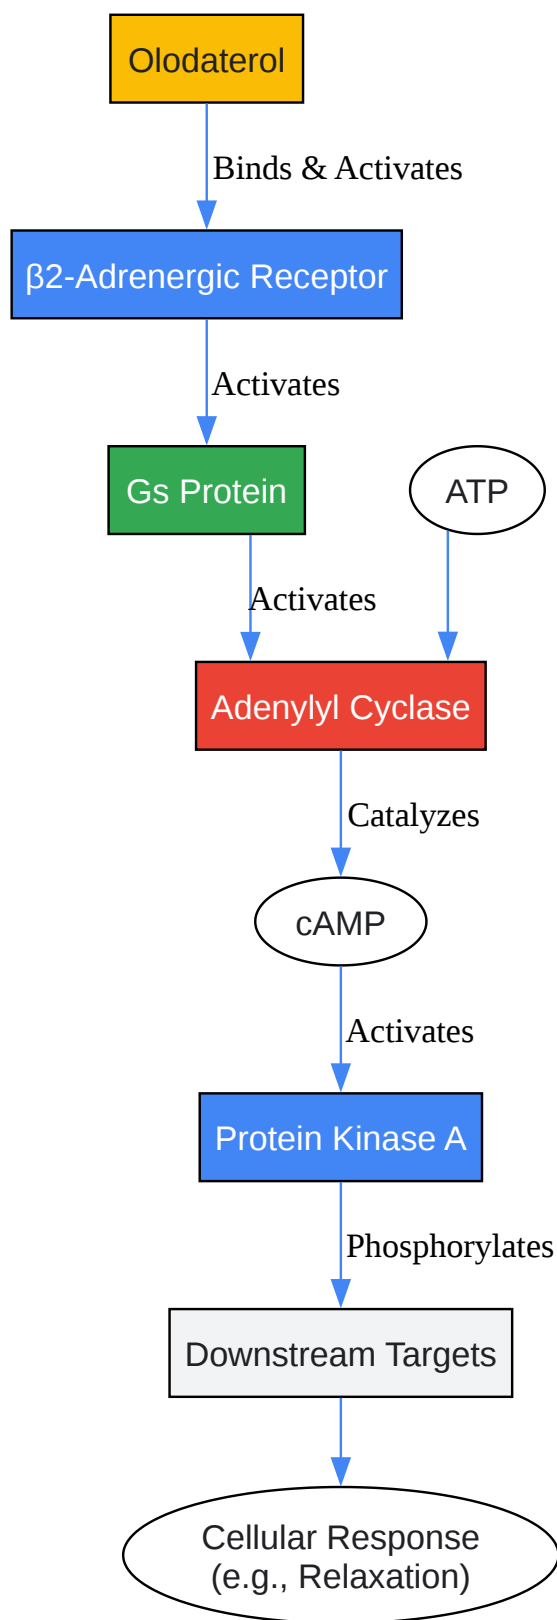 Olodaterol
Binds & Activates
β2-Adrenergic Receptor
Activates
Gs Protein
ATP
Activates
Adenylyl Cyclase
Catalyzes
cAMP
Activates
Protein Kinase A
Phosphorylates
Downstream Targets
Cellular Response
(e.g., Relaxation)